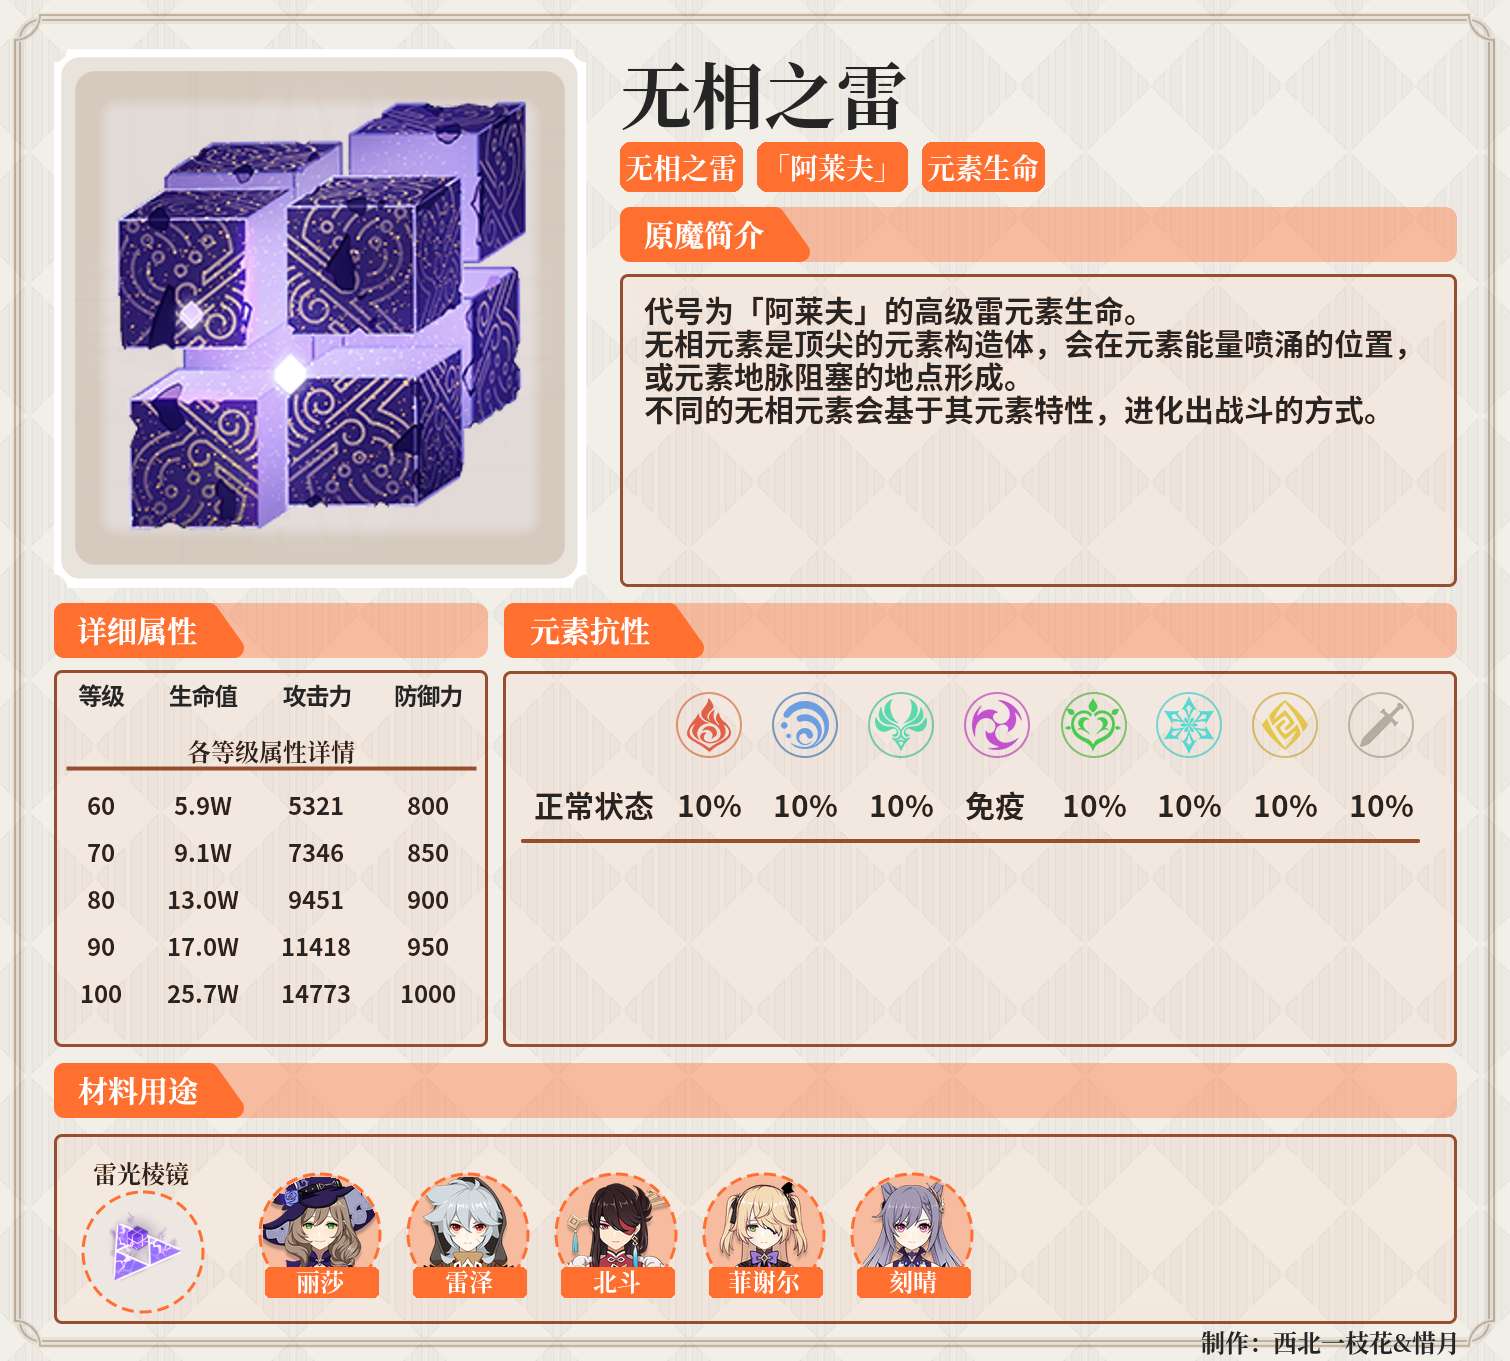 无相之雷
无相之雷 「阿莱夫」 元素生命
原魔简介
代号为「阿莱夫」的高级雷元素生命。
无相元素是顶尖的元素构造体，会在元素能量喷涌的位置，
或元素地脉阻塞的地点形成。
不同的无相元素会基于其元素特性，进化出战斗的方式。
详细属性
等级 生命值 攻击力 防御力
各等级属性详情
60 5.9W 5321 800
70 9.1W 7346 850
80 13.0W 9451 900
90 17.0W 11418 950
100 25.7W 14773 1000
元素抗性
正常状态 10% 10% 10% 免疫 10% 10% 10% 10%
材料用途
雷光棱镜
丽莎 雷泽 北斗 菲谢尔 刻晴
制作：西北一枝花&惜月